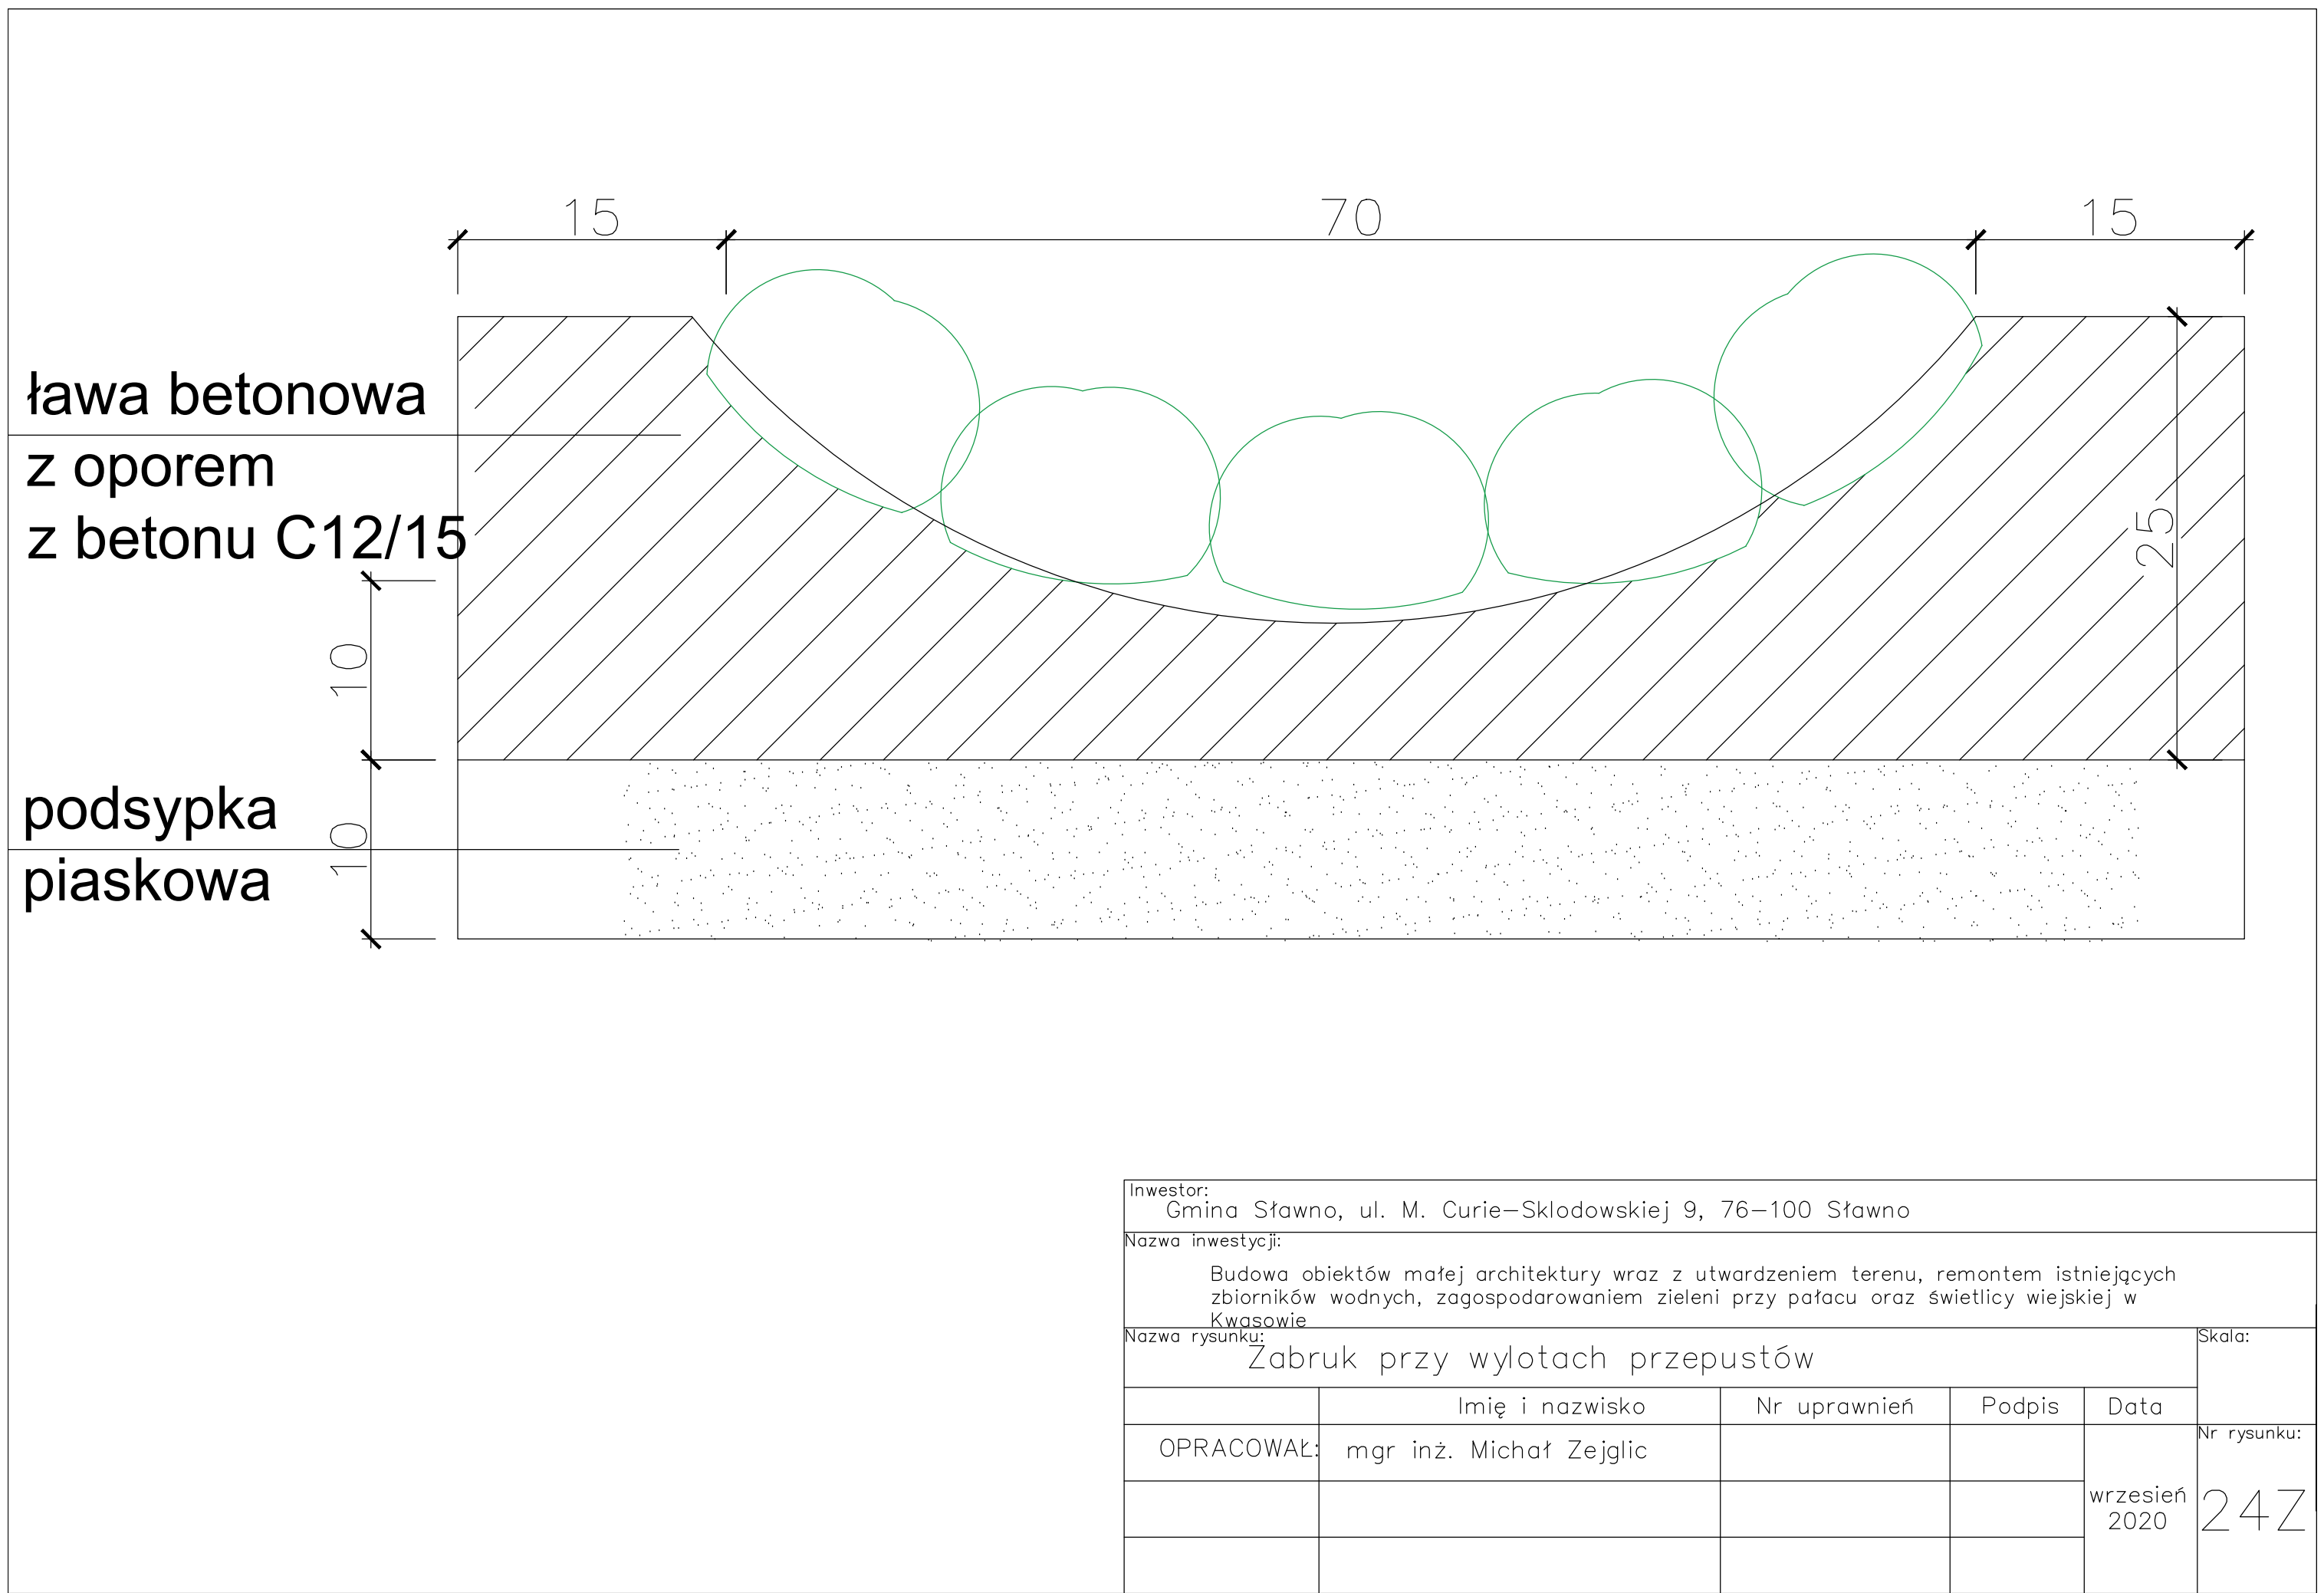 15
70
15
ława betonowa
z oporem
z betonu C12/15
25
10
podsypka
10
piaskowa
Inwestor:
Gmina Sławno, ul. M. Curie-Sklodowskiej 9, 76-100 Sławno
Nazwa inwestycji:
Budowa obiektów małej architektury wraz z utwardzeniem terenu, remontem istniejących
zbiorników wodnych, zagospodarowaniem zieleni przy pałacu oraz świetlicy wiejskiej w
Kwasowie
Nazwa rysunku:
Skala:
Zabruk przy wylotach przepustów
Imię i nazwisko
Nr uprawnień
Podpis
Data
Nr rysunku:
OPRACOWAŁ:
mgr inż. Michał Zejglic
wrzesień
2020
24Z